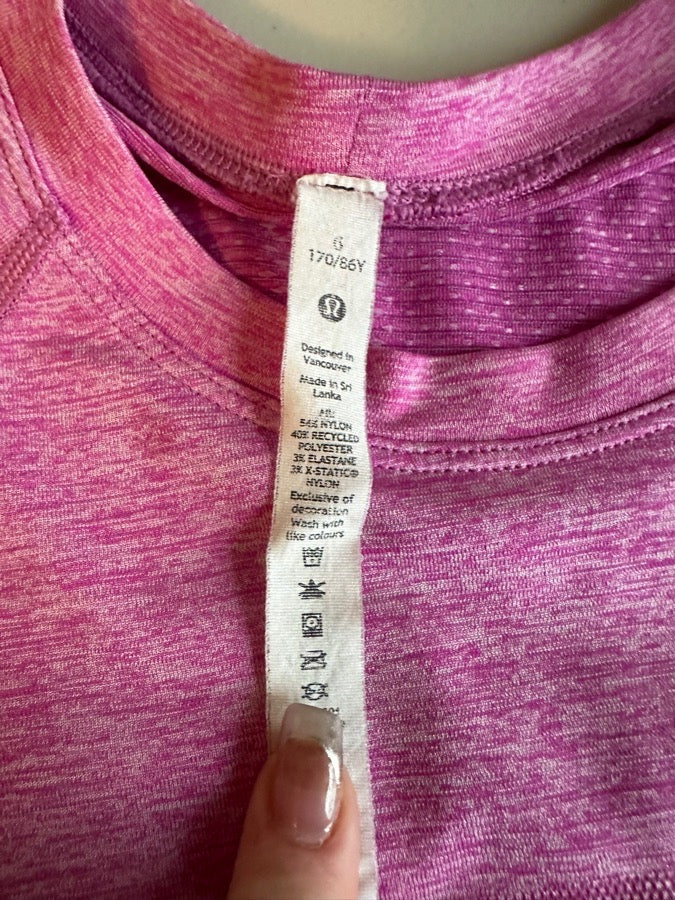 6
170/86Y
Designed in
Vancouver
Made in Sri
Lanka
54% NYLON
40% RECYCLED
POLYESTER
3% ELASTANE
3% X-STATIC®
NYLON
Exclusive of
decoration
Wash with
like colours